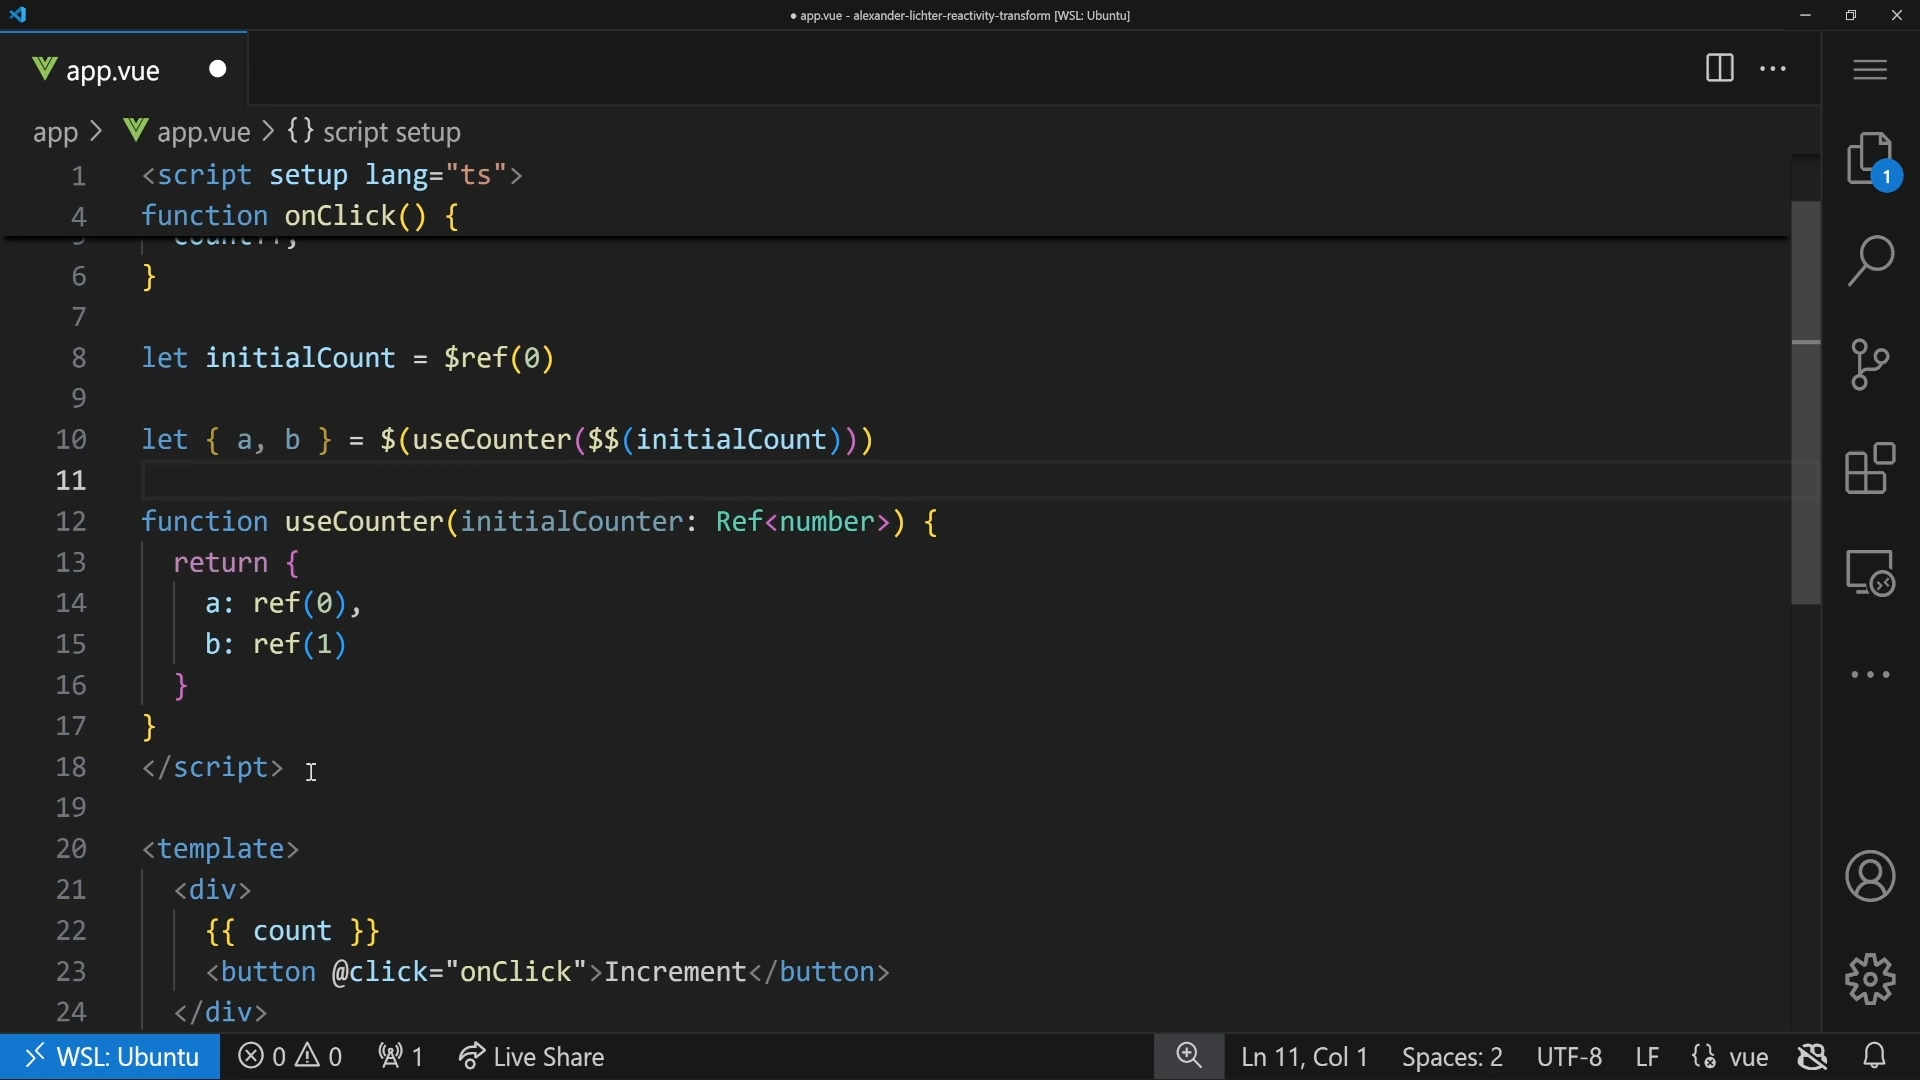 ● app.vue - alexander-lichter-reactivity-transform [WSL: Ubuntu]
app.vue
app > app.vue > {} script setup
1 <script setup lang="ts">
4 function onClick() {
5 count++;
6 }
7
8 let initialCount = $ref(0)
9
10 let { a, b } = $(useCounter($$(initialCount)))
11
12 function useCounter(initialCounter: Ref<number>) {
13 return {
14 a: ref(0),
15 b: ref(1)
16 }
17 }
18 </script>
19
20 <template>
21 <div>
22 {{ count }}
23 <button @click="onClick">Increment</button>
24 </div>
1
WSL: Ubuntu 0 0 1 Live Share Ln 11, Col 1 Spaces: 2 UTF-8 LF vue